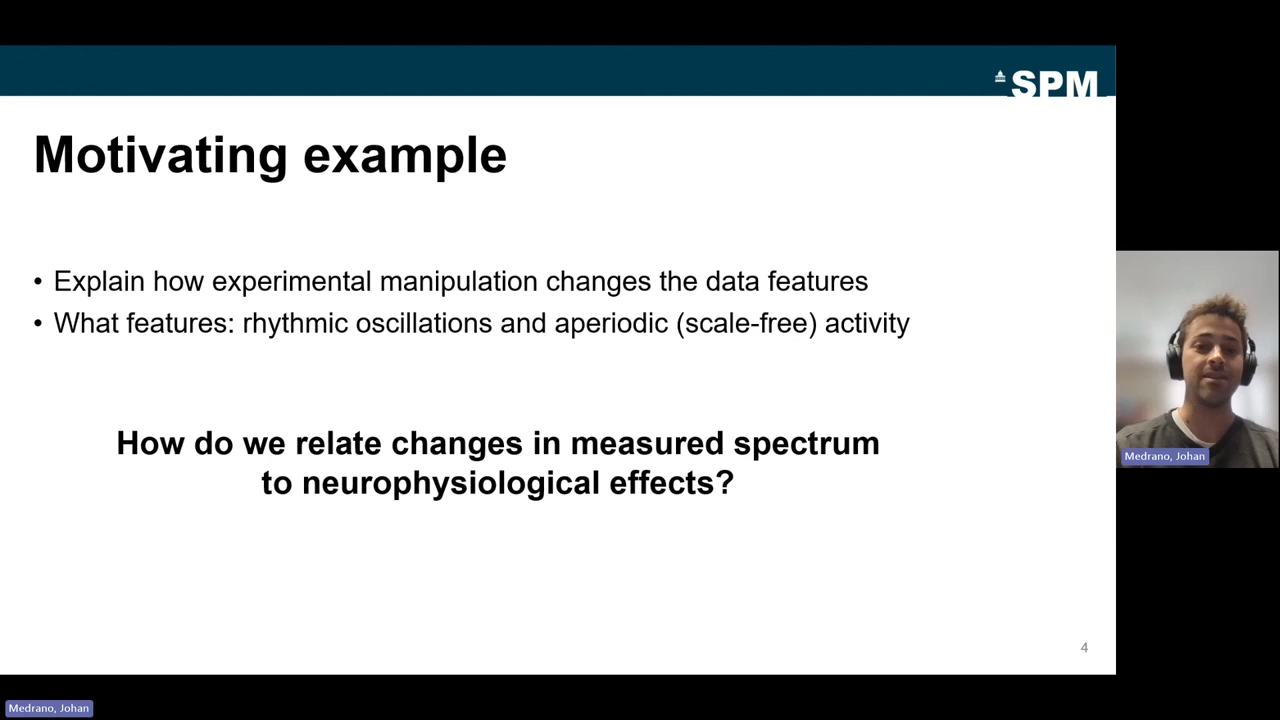 SPM
Motivating example
• Explain how experimental manipulation changes the data features
• What features: rhythmic oscillations and aperiodic (scale-free) activity
How do we relate changes in measured spectrum
to neurophysiological effects?
4
Medrano, Johan
Medrano, Johan